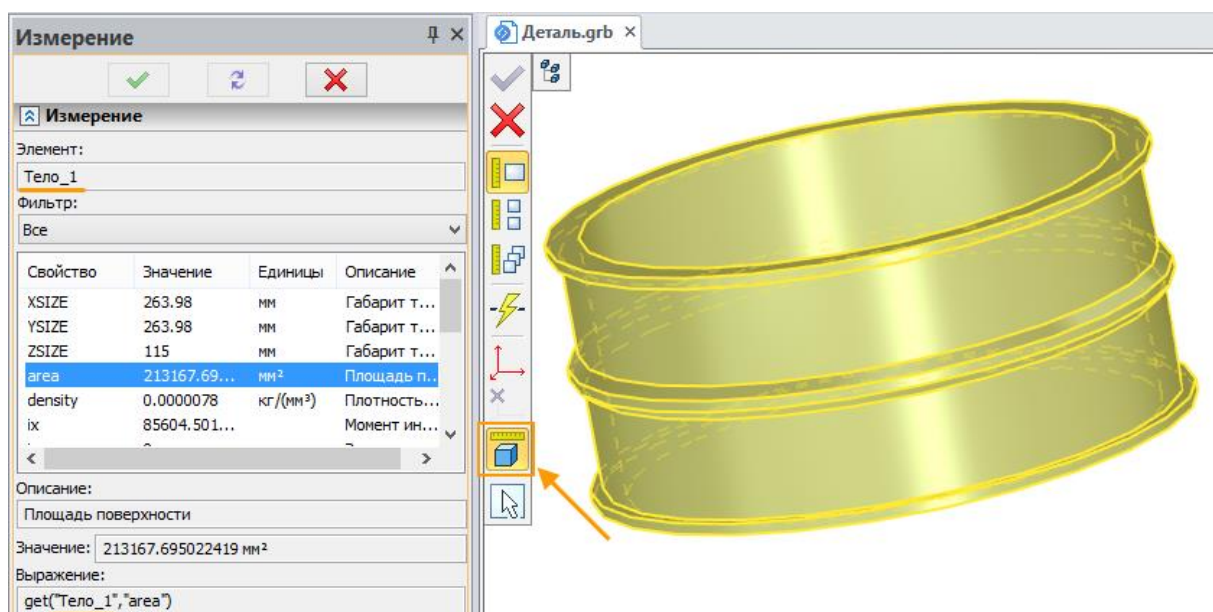 Измерение
Деталь.grb
Измерение
Элемент:
Тело_1
Фильтр:
Все
Свойство Значение Единицы Описание
XSIZE 263.98 мм Габарит т...
YSIZE 263.98 мм Габарит т...
ZSIZE 115 мм Габарит т...
area 213167.69... мм² Площадь п...
density 0.0000078 кг/(мм³) Плотность...
ix 85604.501... Момент ин...
Описание:
Площадь поверхности
Значение: 213167.695022419 мм²
Выражение:
get("Тело_1","area")